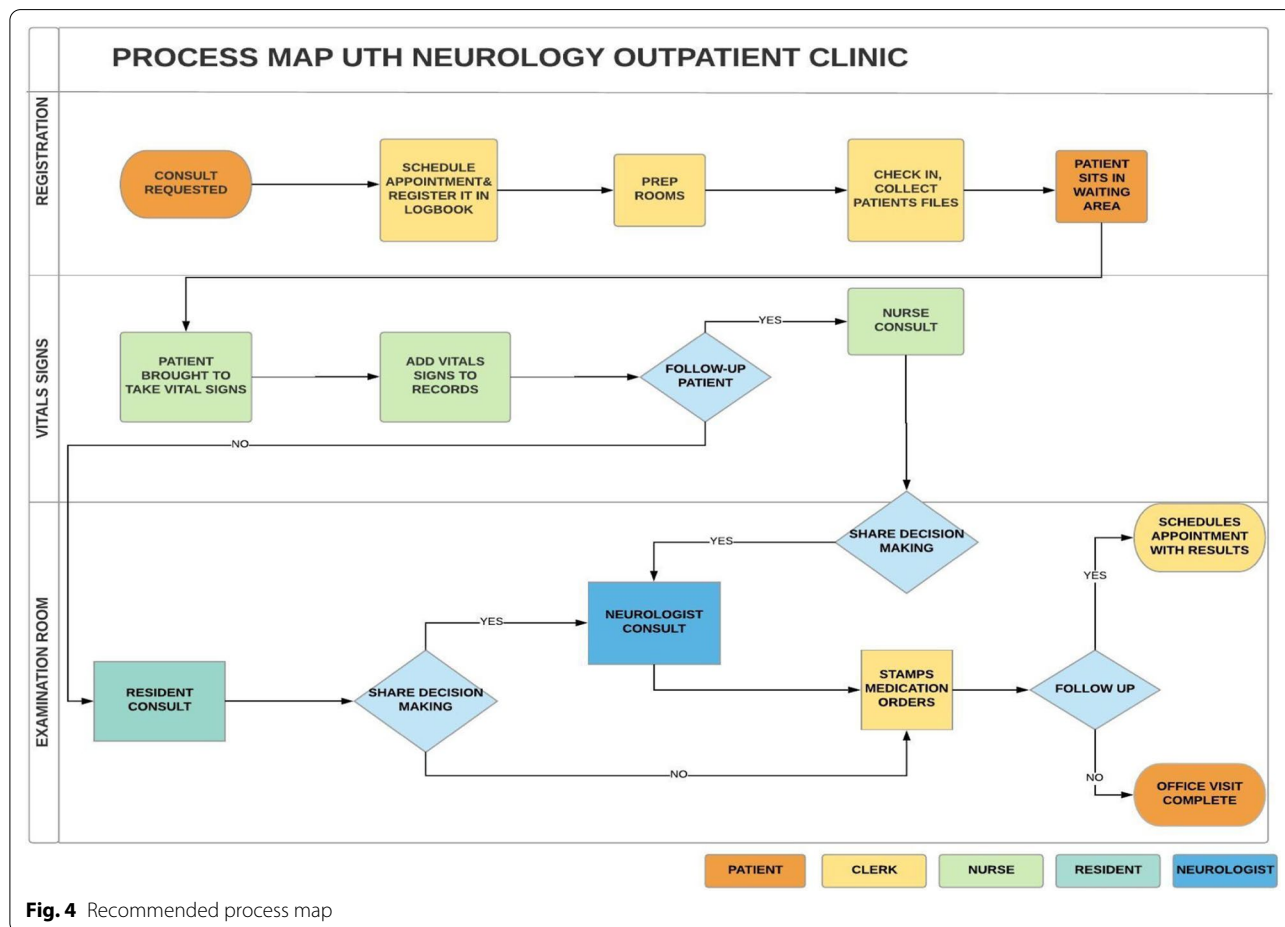 PROCESS MAP UTH NEUROLOGY OUTPATIENT CLINIC
REGISTRATION
CONSULT
REQUESTED
SCHEDULE
APPOINTMENT&
REGISTER IT IN
LOGBOOK
PREP
ROOMS
CHECK IN,
COLLECT
PATIENTS FILES
PATIENT
SITS IN
WAITING
AREA
VITALS SIGNS
PATIENT
BROUGHT TO
TAKE VITAL SIGNS
ADD VITALS
SIGNS TO
RECORDS
FOLLOW-UP
PATIENT
YES
NURSE
CONSULT
NO
EXAMINATION ROOM
SHARE DECISION
MAKING
YES
NEUROLOGIST
CONSULT
RESIDENT
CONSULT
SHARE DECISION
MAKING
YES
NO
STAMPS
MEDICATION
ORDERS
FOLLOW UP
YES
SCHEDULES
APPOINTMENT
WITH RESULTS
NO
OFFICE VISIT
COMPLETE
PATIENT
CLERK
NURSE
RESIDENT
NEUROLOGIST
Fig. 4 Recommended process map